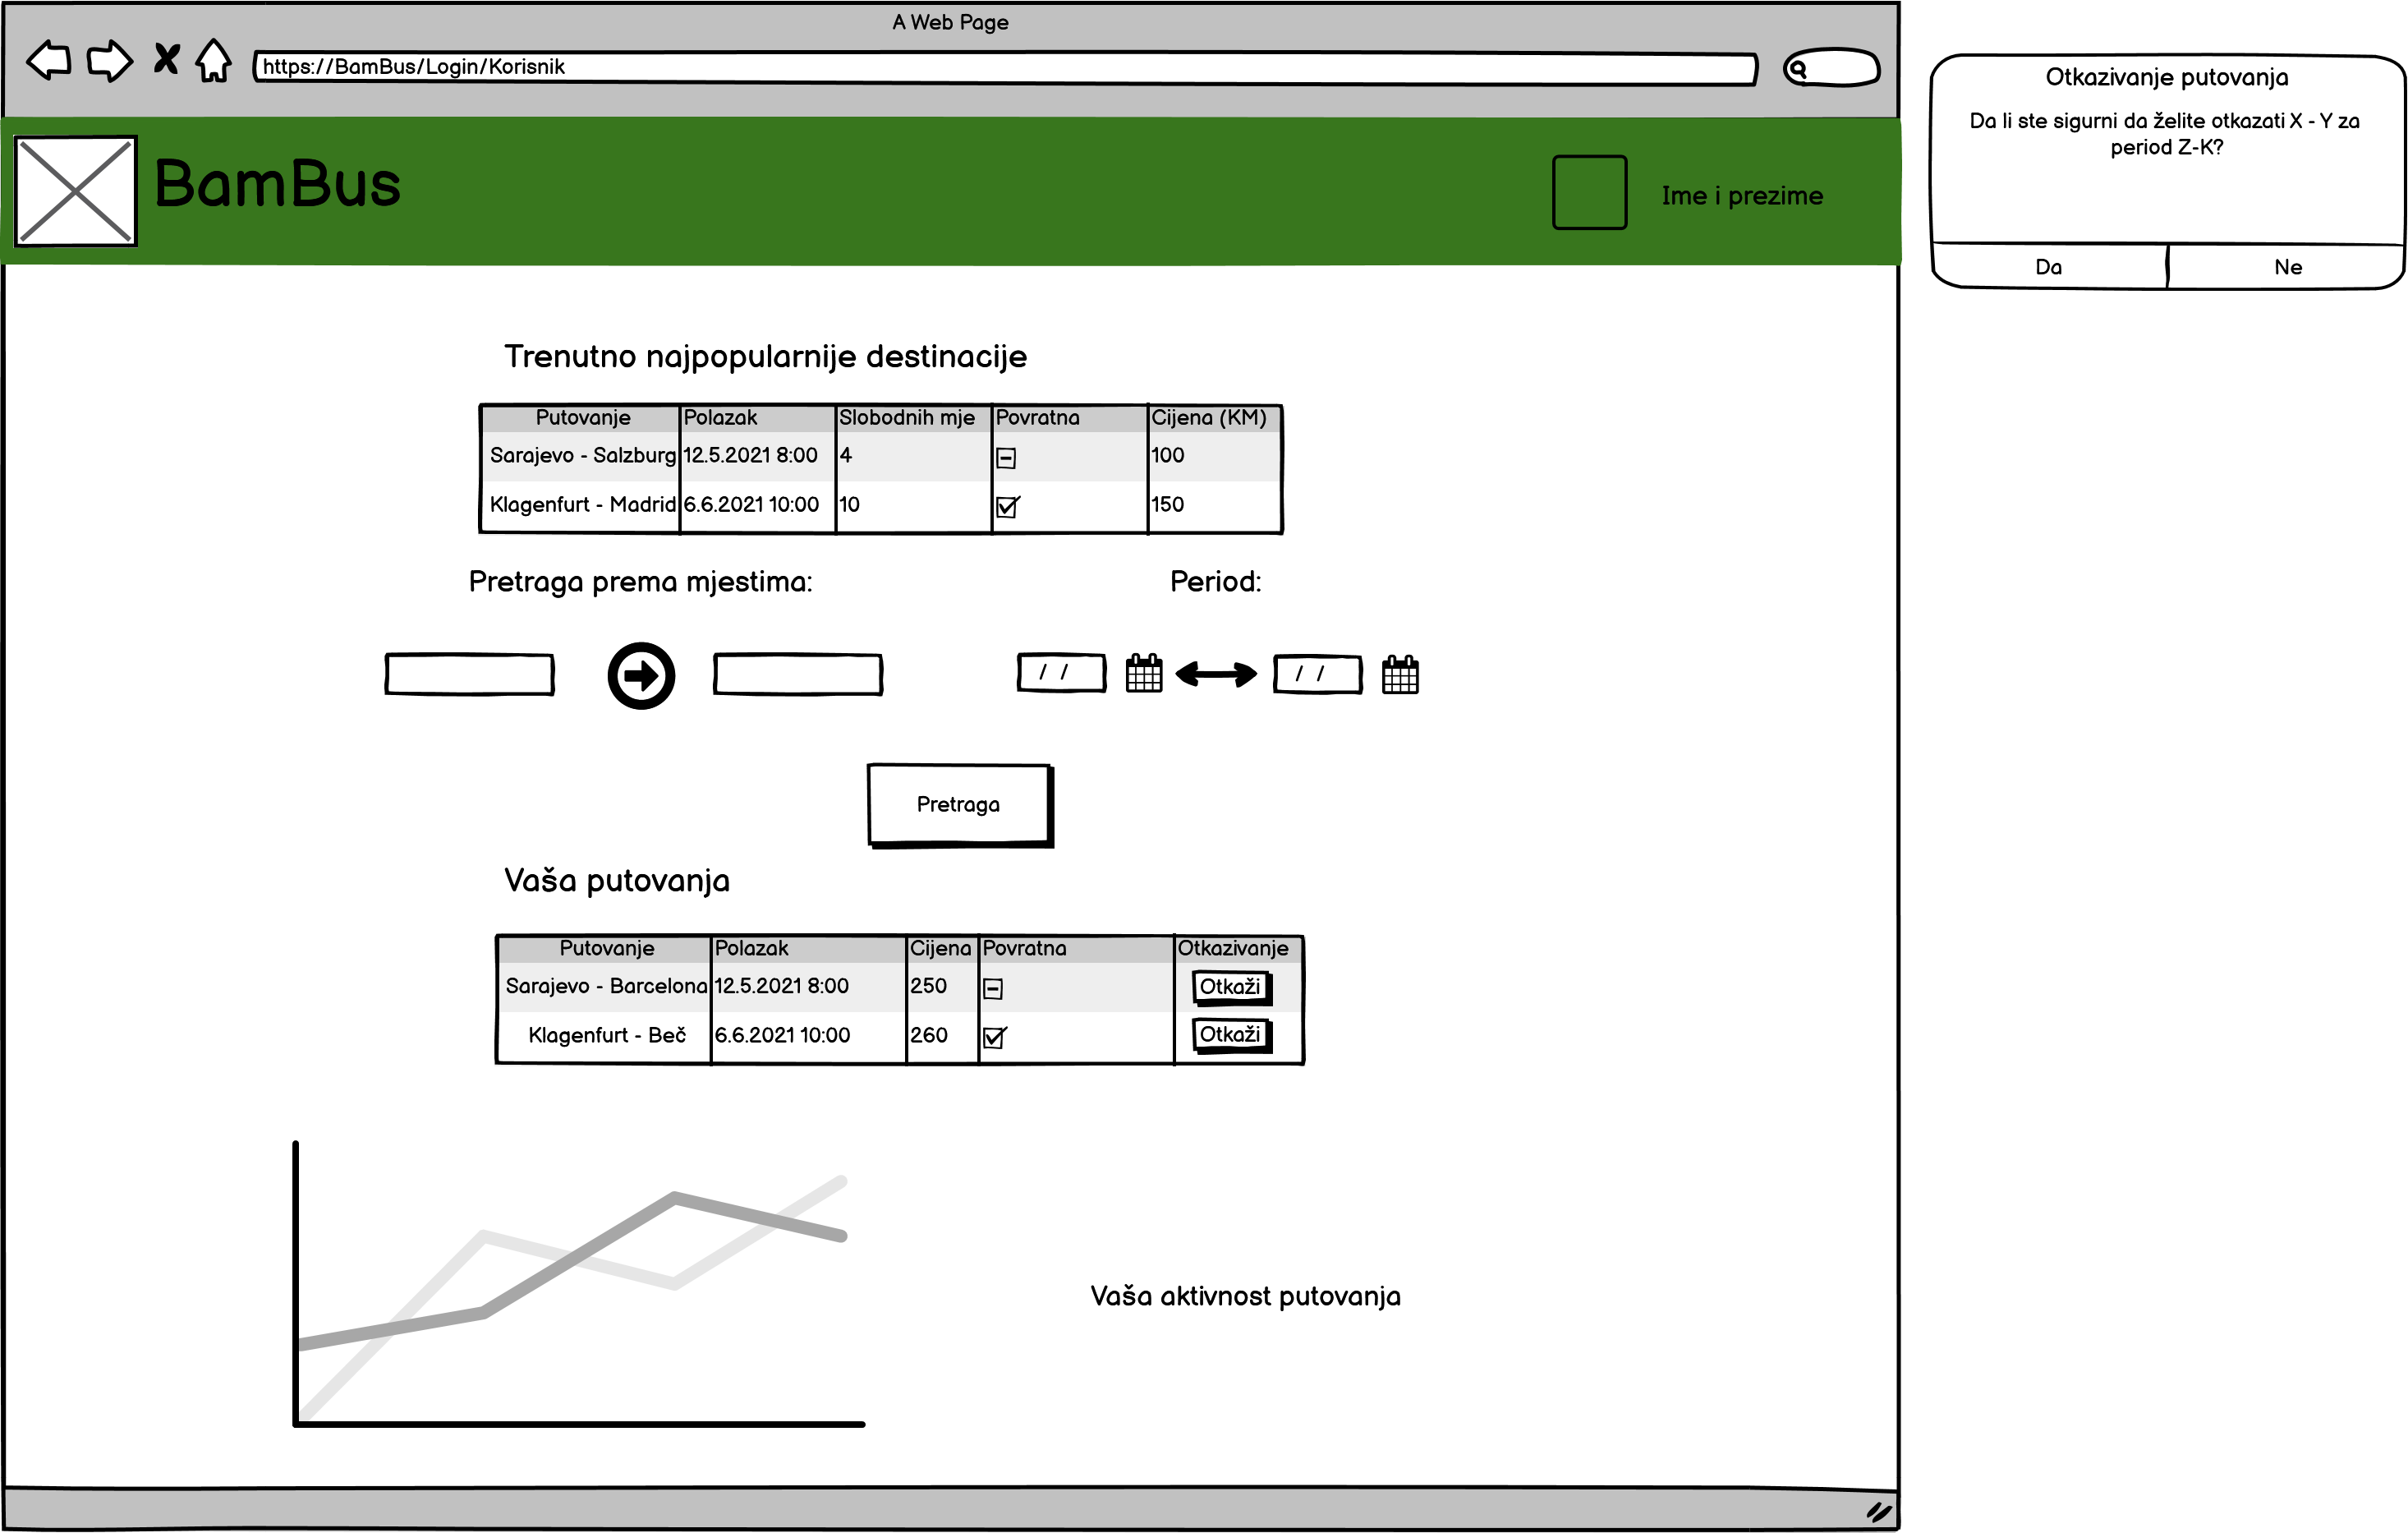 A Web Page
https://BamBus/Login/Korisnik
BamBus
Ime i prezime
Otkazivanje putovanja
Da li ste sigurni da želite otkazati X - Y za
period Z-K?
Da Ne
Trenutno najpopularnije destinacije
Putovanje Polazak Slobodnih mje Povratna Cijena (KM)
Sarajevo - Salzburg 12.5.2021 8:00 4 100
Klagenfurt - Madrid 6.6.2021 10:00 10 150
Pretraga prema mjestima: Period:
/ / / /
Pretraga
Vaša putovanja
Putovanje Polazak Cijena Povratna Otkazivanje
Sarajevo - Barcelona 12.5.2021 8:00 250 Otkaži
Klagenfurt - Beč 6.6.2021 10:00 260 Otkaži
Vaša aktivnost putovanja